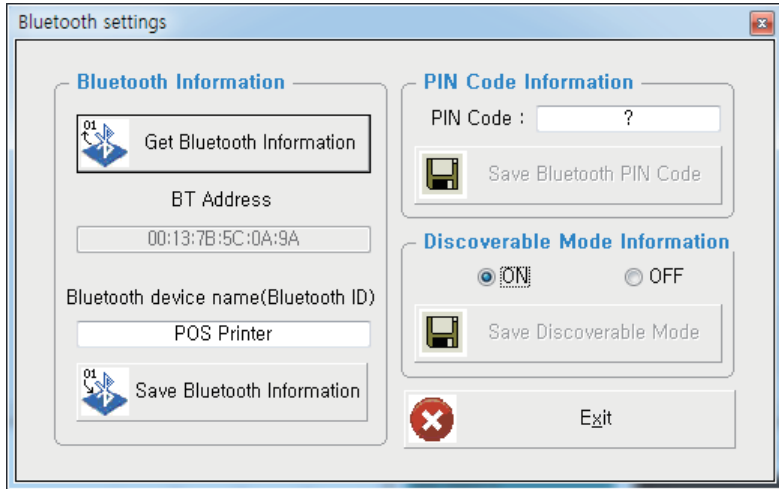 Bluetooth settings
Bluetooth Information
01
Get Bluetooth Information
BT Address
00:13:7B:5C:0A:9A
Bluetooth device name(Bluetooth ID)
POS Printer
01
Save Bluetooth Information
PIN Code Information
PIN Code :
?
Save Bluetooth PIN Code
Discoverable Mode Information
ON
OFF
Save Discoverable Mode
Exit